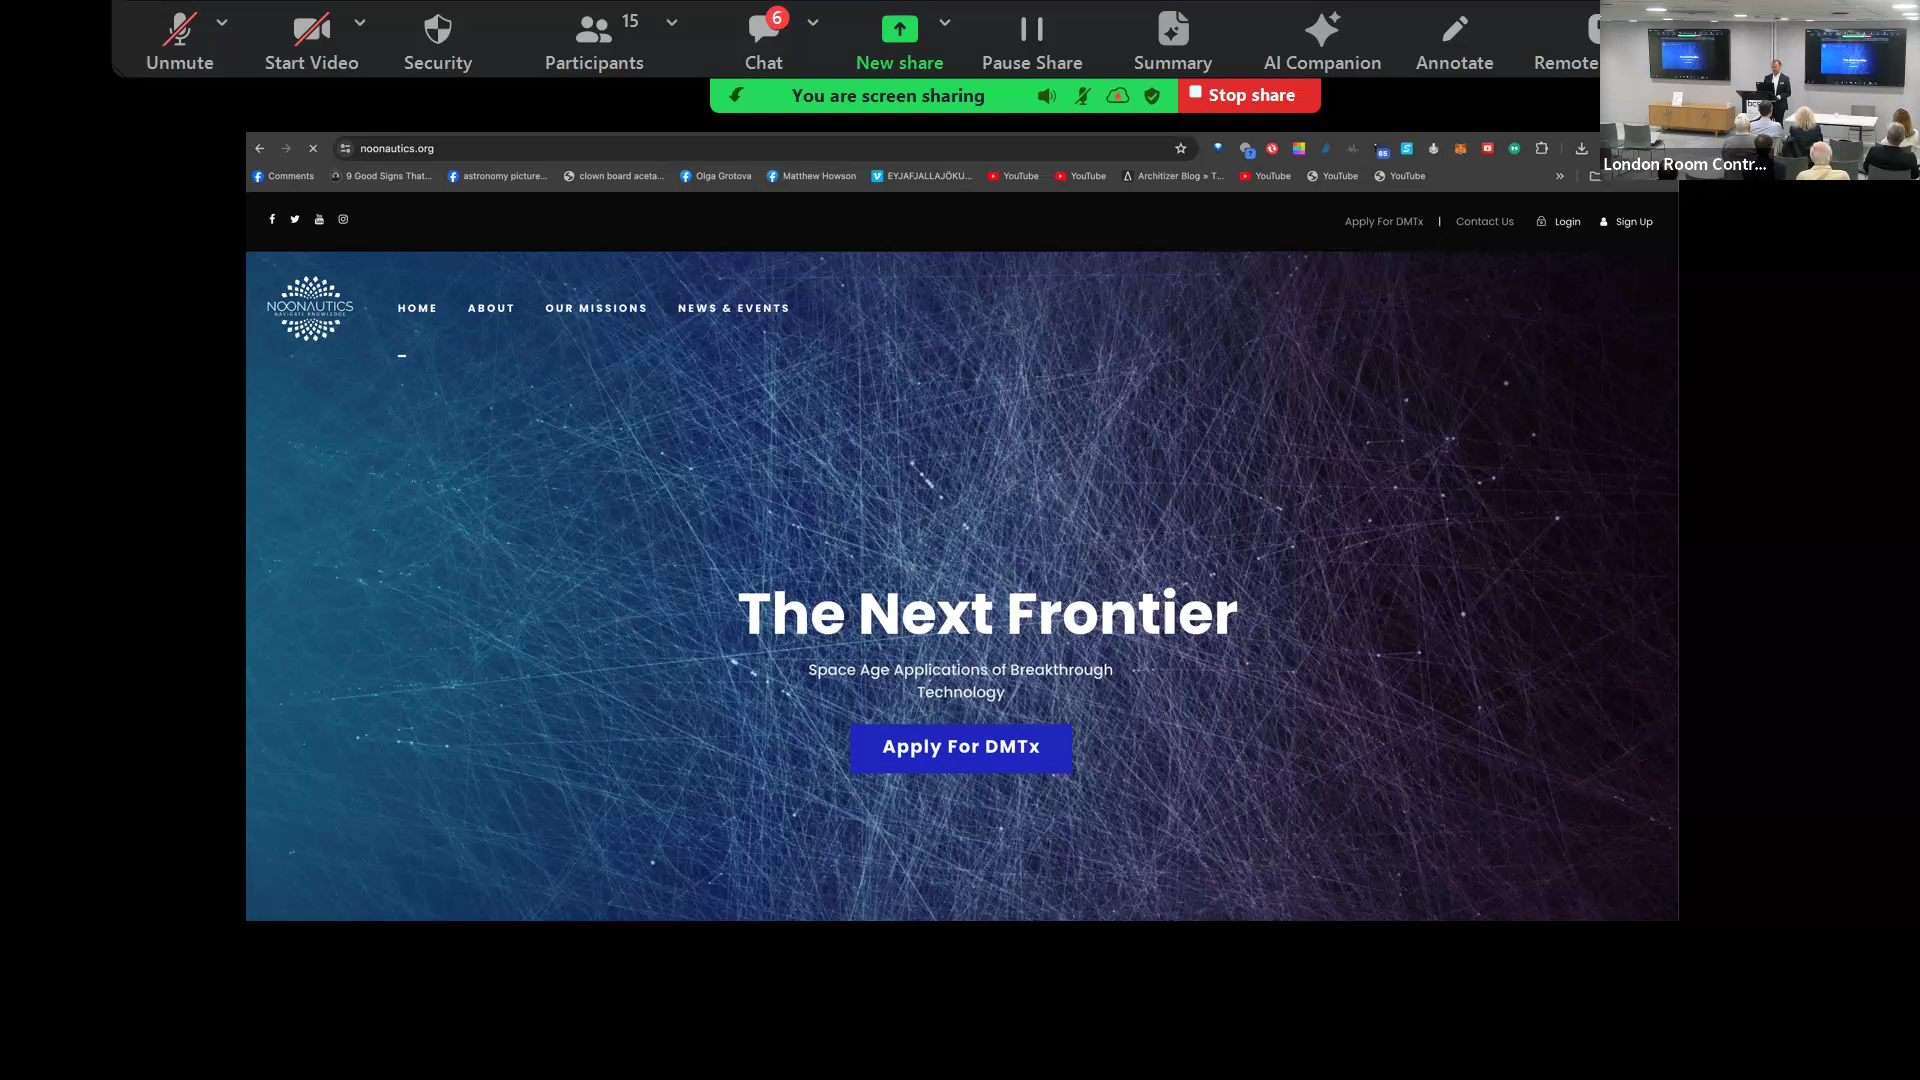 Unmute
Start Video
Security
Participants
15
Chat
6
New share
Pause Share
Summary
AI Companion
Annotate
Remote
You are screen sharing
Stop share
London Room Contr...
noonautics.org
65
Comments
9 Good Signs That...
astronomy picture...
clown board aceta...
Olga Grotova
Matthew Howson
EYJAFJALLAJÖKU...
YouTube
YouTube
Architizer Blog » T...
YouTube
YouTube
YouTube
»
Apply For DMTx
|
Contact Us
Login
Sign Up
NOONAUTICS
NAVIGATE KNOWLEDGE
HOME
ABOUT
OUR MISSIONS
NEWS & EVENTS
The Next Frontier
Space Age Applications of Breakthrough
Technology
Apply For DMTx